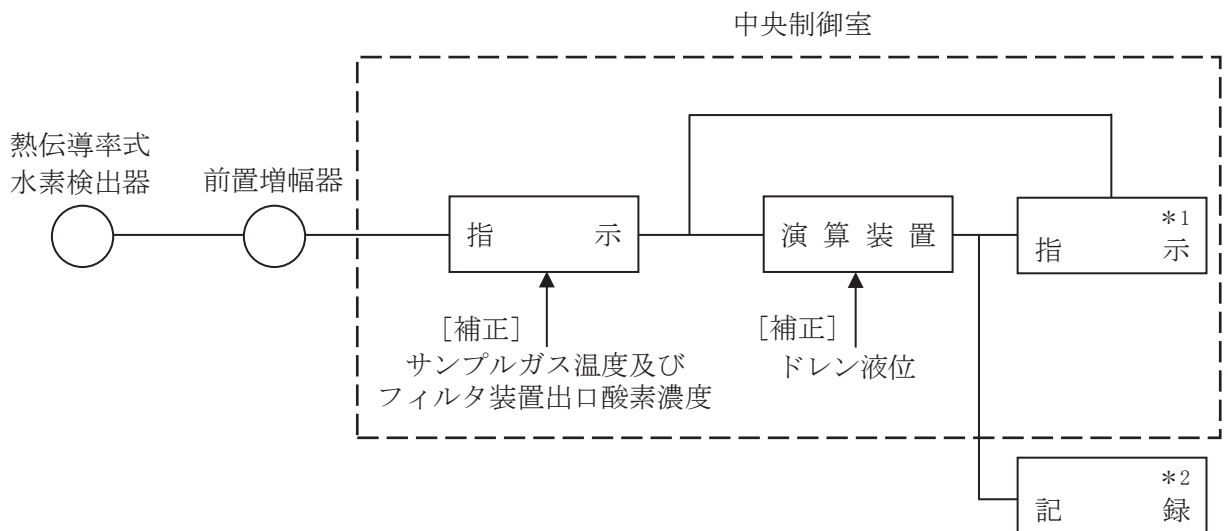 中央制御室
熱伝導率式
水素検出器
前置増幅器
指示
演算装置
*1
指示
[補正]
サンプルガス温度及び
フィルタ装置出口酸素濃度
[補正]
ドレン液位
*2
記録